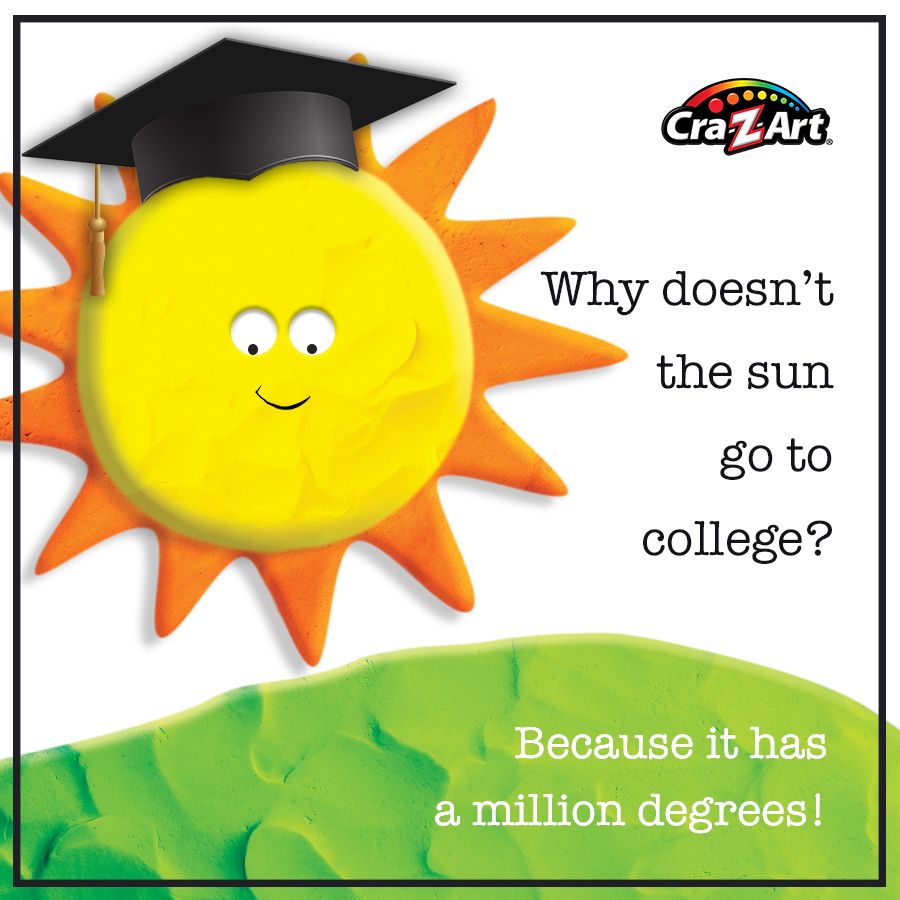 Cra-Z-Art®
Why doesn't
the sun
go to
college?
Because it has
a million degrees!